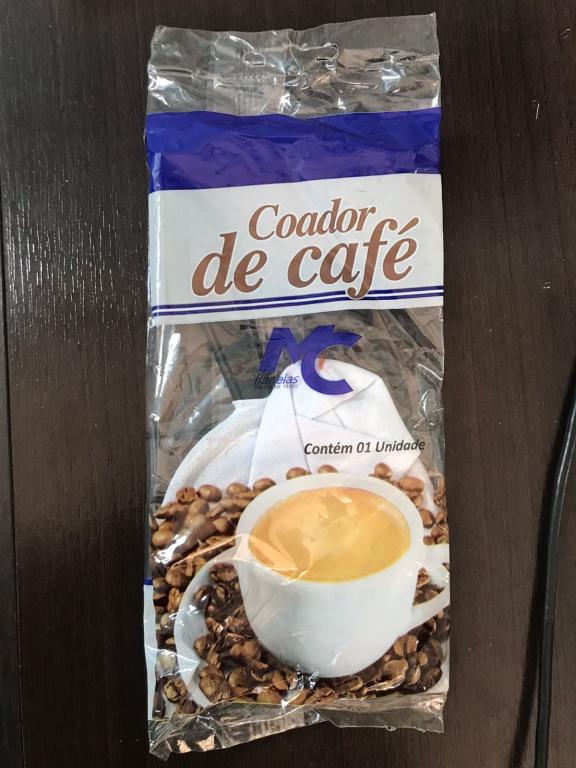 Coador
de café
MC
flanelas
Contém 01 Unidade